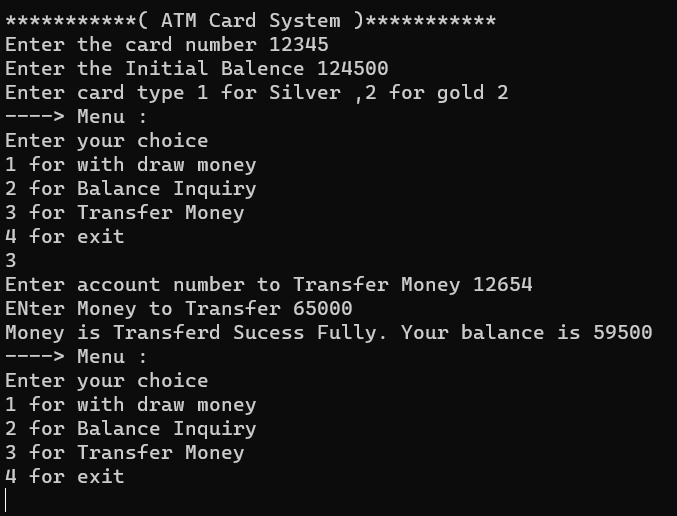 ***********( ATM Card System )***********
Enter the card number 12345
Enter the Initial Balence 124500
Enter card type 1 for Silver ,2 for gold 2
----> Menu :
Enter your choice
1 for with draw money
2 for Balance Inquiry
3 for Transfer Money
4 for exit
3
Enter account number to Transfer Money 12654
ENter Money to Transfer 65000
Money is Transferd Sucess Fully. Your balance is 59500
----> Menu :
Enter your choice
1 for with draw money
2 for Balance Inquiry
3 for Transfer Money
4 for exit